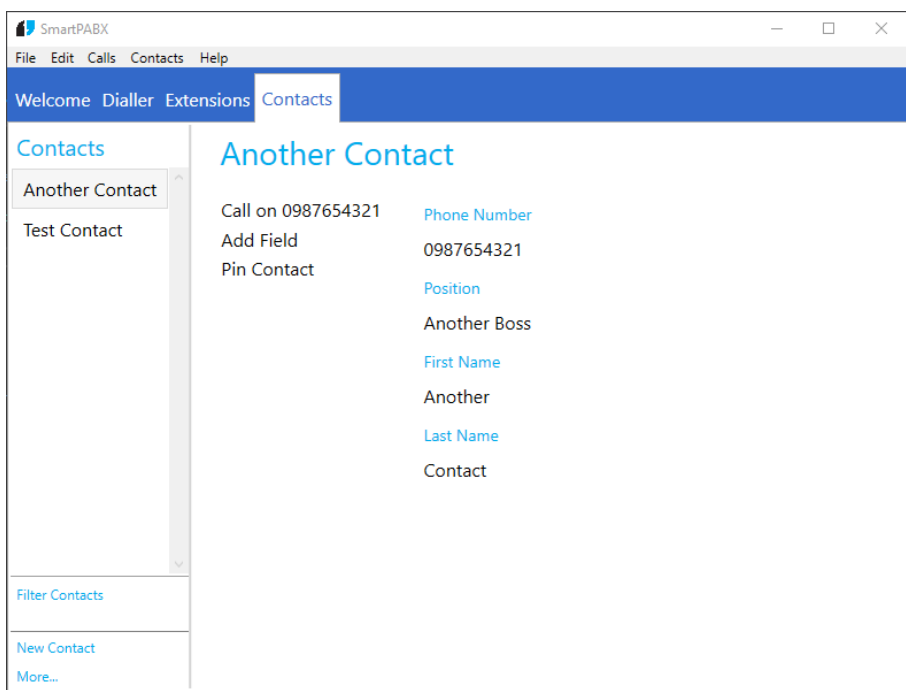 SmartPABX
File Edit Calls Contacts Help
Welcome Dialler Extensions Contacts
Contacts
Another Contact
Test Contact
Filter Contacts
New Contact
More...
Another Contact
Call on 0987654321
Add Field
Pin Contact
Phone Number
0987654321
Position
Another Boss
First Name
Another
Last Name
Contact